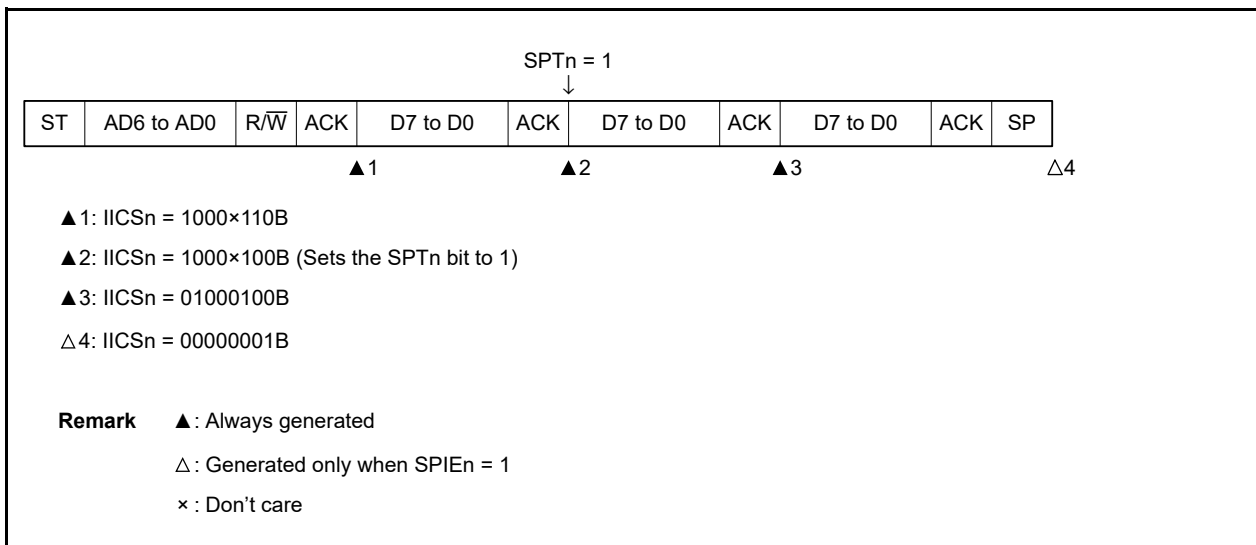 SPTn = 1
↓
ST AD6 to AD0 R/W̅ ACK D7 to D0 ACK D7 to D0 ACK D7 to D0 ACK SP
▲1 ▲2 ▲3 △4
▲1: IICSn = 1000×110B
▲2: IICSn = 1000×100B (Sets the SPTn bit to 1)
▲3: IICSn = 01000100B
△4: IICSn = 00000001B
Remark ▲: Always generated
△: Generated only when SPIEn = 1
× : Don't care